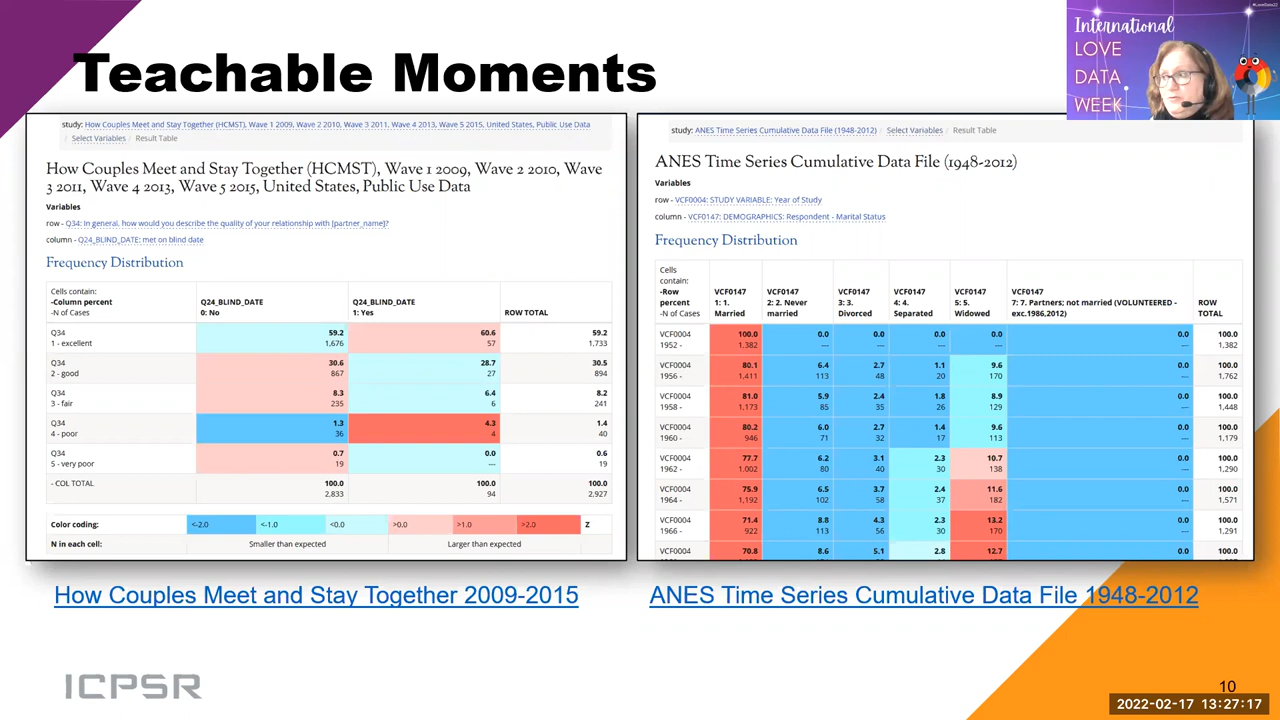 Teachable Moments
#LoveData22
International
LOVE
DATA
WEEK
study: How Couples Meet and Stay Together (HCMST), Wave 1 2009, Wave 2 2010, Wave 3 2011, Wave 4 2013, Wave 5 2015, United States, Public Use Data
/ Select Variables / Result Table
How Couples Meet and Stay Together (HCMST), Wave 1 2009, Wave 2 2010, Wave
3 2011, Wave 4 2013, Wave 5 2015, United States, Public Use Data
Variables
row - Q34: In general, how would you describe the quality of your relationship with [partner_name]?
column - Q24_BLIND_DATE: met on blind date
Frequency Distribution
Cells contain:
-Column percent
-N of Cases
Q24_BLIND_DATE
0: No
Q24_BLIND_DATE
1: Yes
ROW TOTAL
Q34
1 - excellent
59.2
1,676
60.6
57
59.2
1,733
Q34
2 - good
30.6
867
28.7
27
30.5
894
Q34
3 - fair
8.3
235
6.4
6
8.2
241
Q34
4 - poor
1.3
36
4.3
4
1.4
40
Q34
5 - very poor
0.7
19
0.0
---
0.6
19
- COL TOTAL
100.0
2,833
100.0
94
100.0
2,927
Color coding: <-2.0 <-1.0 <0.0 >0.0 >1.0 >2.0 Z
N in each cell: Smaller than expected Larger than expected
How Couples Meet and Stay Together 2009-2015
study: ANES Time Series Cumulative Data File (1948-2012) / Select Variables / Result Table
ANES Time Series Cumulative Data File (1948-2012)
Variables
row - VCF0004: STUDY VARIABLE: Year of Study
column - VCF0147: DEMOGRAPHICS: Respondent - Marital Status
Frequency Distribution
Cells
contain:
-Row
percent
-N of Cases
VCF0147
1: 1.
Married
VCF0147
2: 2. Never
married
VCF0147
3: 3.
Divorced
VCF0147
4: 4.
Separated
VCF0147
5: 5.
Widowed
VCF0147
7: 7. Partners; not married (VOLUNTEERED -
exc.1986,2012)
ROW
TOTAL
VCF0004 100.0 0.0 0.0 0.0 0.0 0.0 100.0
1952 - 1,382 --- --- --- --- --- 1,382
VCF0004 80.1 6.4 2.7 1.1 9.6 0.0 100.0
1956 - 1,411 113 48 20 170 --- 1,762
VCF0004 81.0 5.9 2.4 1.8 8.9 0.0 100.0
1958 - 1,173 85 35 26 129 --- 1,448
VCF0004 80.2 6.0 2.7 1.4 9.6 0.0 100.0
1960 - 946 71 32 17 113 --- 1,179
VCF0004 77.7 6.2 3.1 2.3 10.7 0.0 100.0
1962 - 1,002 80 40 30 138 --- 1,290
VCF0004 75.9 6.5 3.7 2.4 11.6 0.0 100.0
1964 - 1,192 102 58 37 182 --- 1,571
VCF0004 71.4 8.8 4.3 2.3 13.2 0.0 100.0
1966 - 922 113 56 30 170 --- 1,291
VCF0004 70.8 8.6 5.1 2.8 12.7 0.0 100.0
ANES Time Series Cumulative Data File 1948-2012
ICPSR
10
2022-02-17 13:27:17